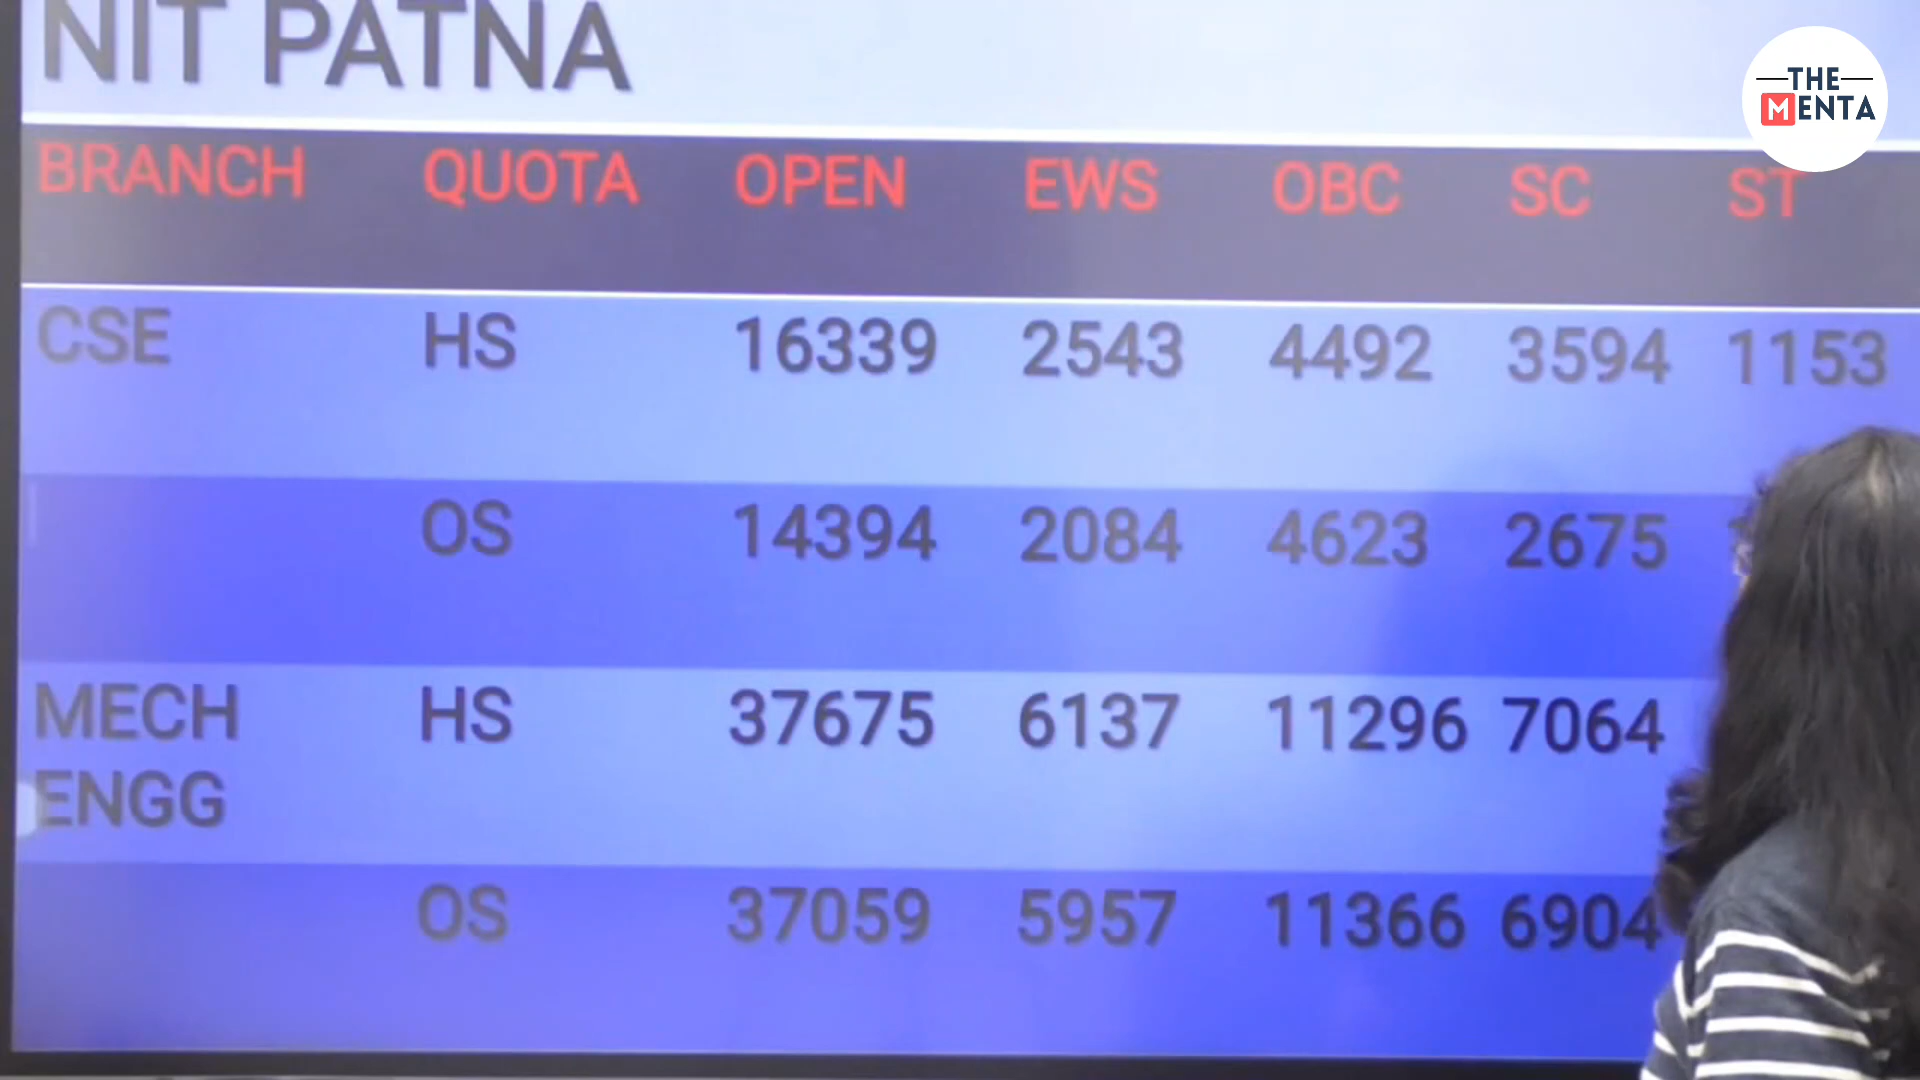 NIT PATNA
THE
MENTA
BRANCH QUOTA OPEN EWS OBC SC ST
CSE HS 16339 2543 4492 3594 1153
OS 14394 2084 4623 2675
MECH HS 37675 6137 11296 7064
ENGG
OS 37059 5957 11366 6904